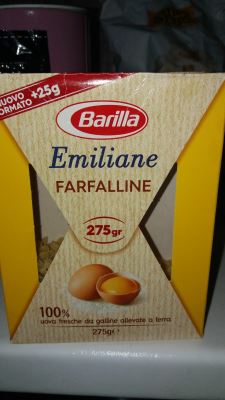 NUOVO
FORMATO +25g
Barilla
Emiliane
FARFALLINE
275gr
100%
uova fresche da galline allevate a terra
275g e